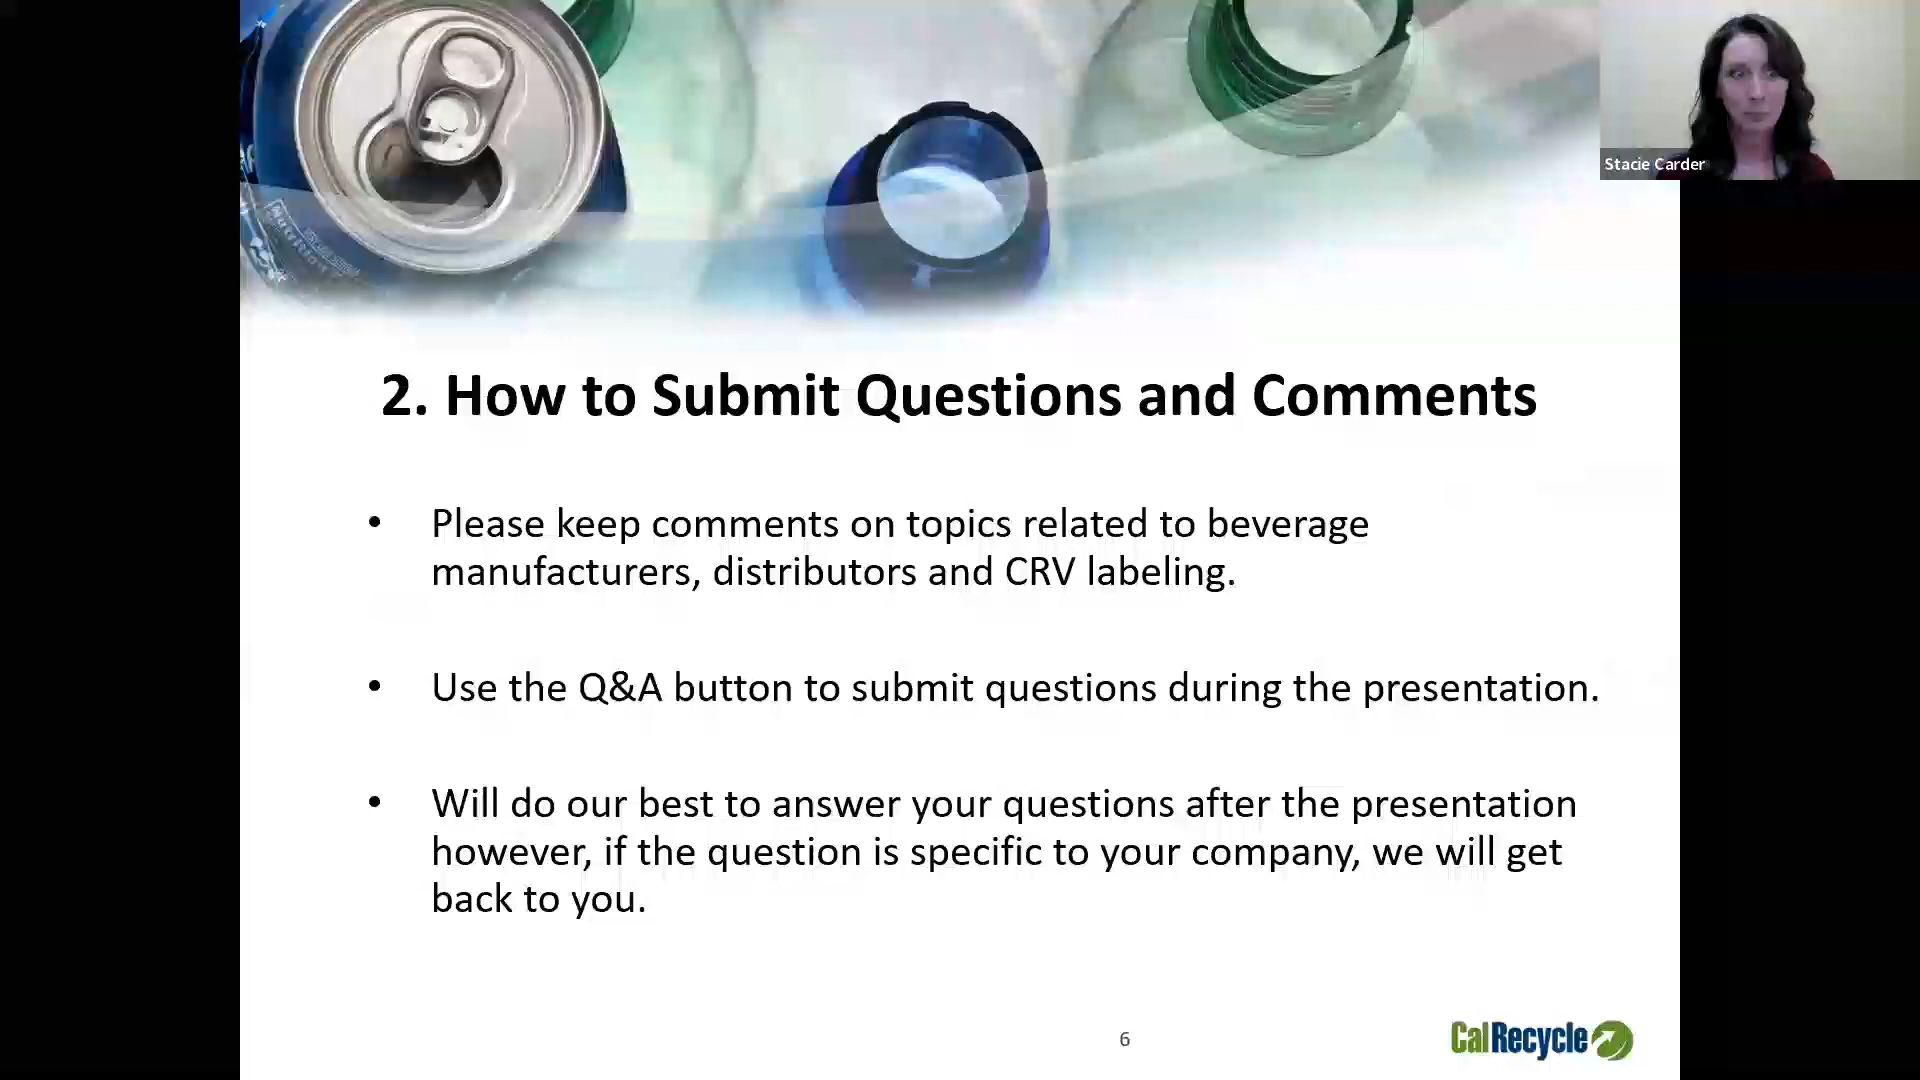 Stacie Carder
2. How to Submit Questions and Comments
• Please keep comments on topics related to beverage
manufacturers, distributors and CRV labeling.
• Use the Q&A button to submit questions during the presentation.
• Will do our best to answer your questions after the presentation
however, if the question is specific to your company, we will get
back to you.
6
CalRecycle